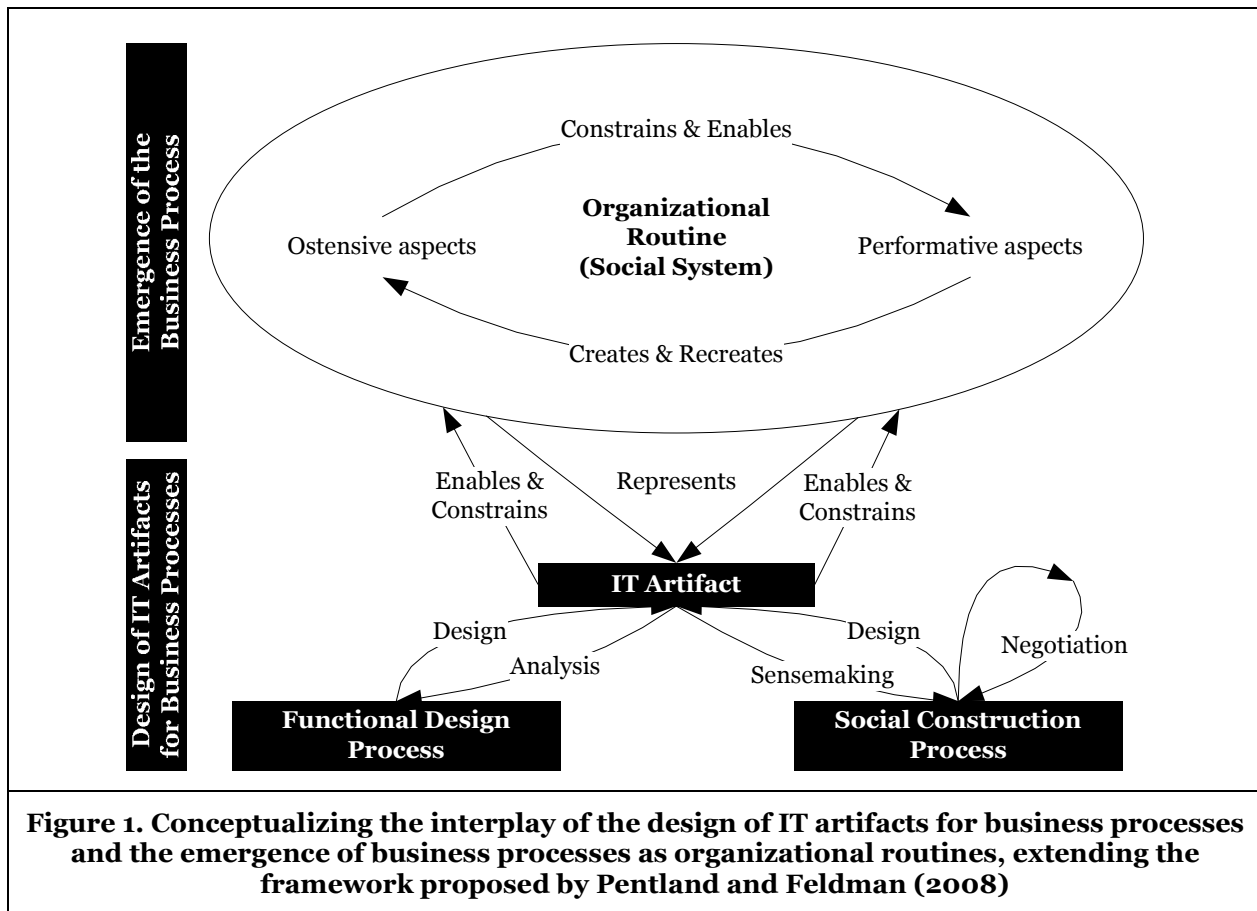 Emergence of the
Business Process
Constrains & Enables
Organizational
Routine
(Social System)
Ostensive aspects
Performative aspects
Creates & Recreates
Design of IT Artifacts
for Business Processes
Enables &
Constrains
Represents
Enables &
Constrains
IT Artifact
Design
Analysis
Design
Sensemaking
Negotiation
Functional Design
Process
Social Construction
Process
Figure 1. Conceptualizing the interplay of the design of IT artifacts for business processes
and the emergence of business processes as organizational routines, extending the
framework proposed by Pentland and Feldman (2008)